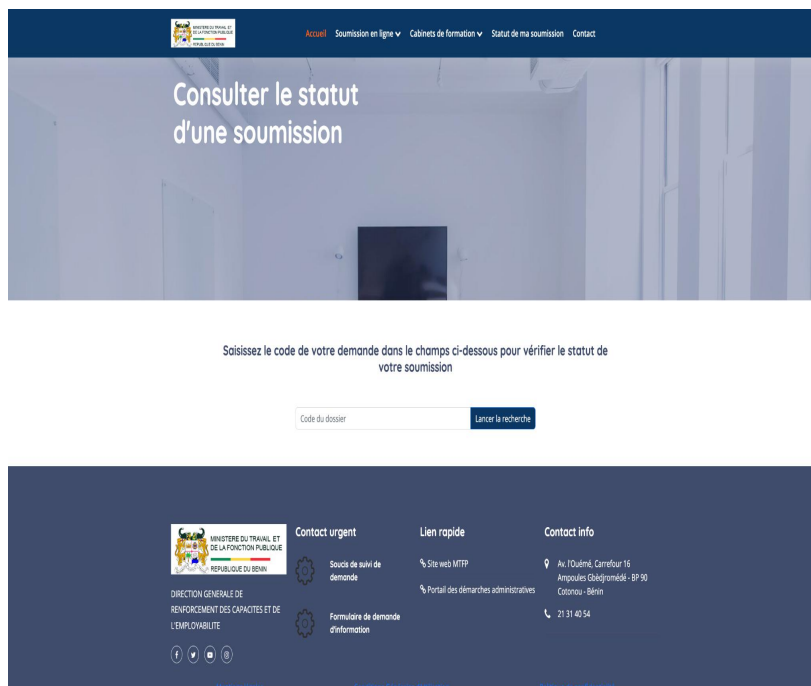 MINISTERE DU TRAVAIL ET
DE LA FONCTION PUBLIQUE
REPUBLIQUE DU BENIN
Accueil Soumission en ligne Cabinets de formation Statut de ma soumission Contact
Consulter le statut
d'une soumission
Saisissez le code de votre demande dans le champs ci-dessous pour vérifier le statut de
votre soumission
Code du dossier Lancer la recherche
MINISTERE DU TRAVAIL ET
DE LA FONCTION PUBLIQUE
REPUBLIQUE DU BENIN
DIRECTION GENERALE DE
RENFORCEMENT DES CAPACITES ET DE
L'EMPLOYABILITE
Contact urgent
Soucis de suivi de
demande
Formulaire de demande
d'information
Lien rapide
Site web MTFP
Portail des démarches administratives
Contact info
Av. l'Ouémé, Carrefour 16
Ampoules Gbèdjromédé - BP 90
Cotonou - Bénin
21 31 40 54